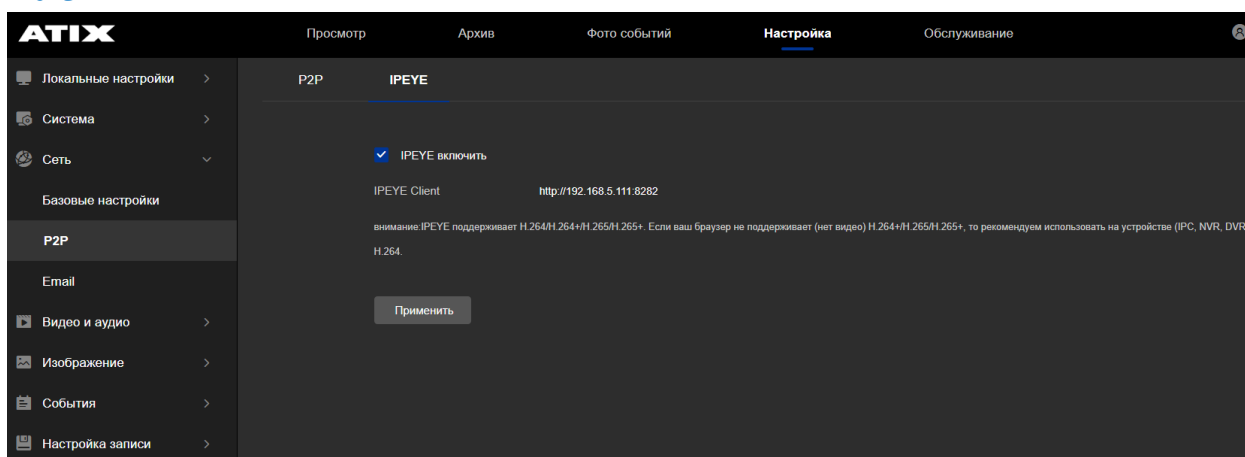 ATIX
Просмотр
Архив
Фото событий
Настройка
Обслуживание
Локальные настройки
Система
Сеть
Базовые настройки
P2P
Email
Видео и аудио
Изображение
События
Настройка записи
P2P
IPEYE
IPEYE включить
IPEYE Client
http://192.168.5.111:8282
внимание:IPEYE поддерживает H.264/H.264+/H.265/H.265+. Если ваш браузер не поддерживает (нет видео) H.264+/H.265/H.265+, то рекомендуем использовать на устройстве (IPC, NVR, DVR
H.264.
Применить